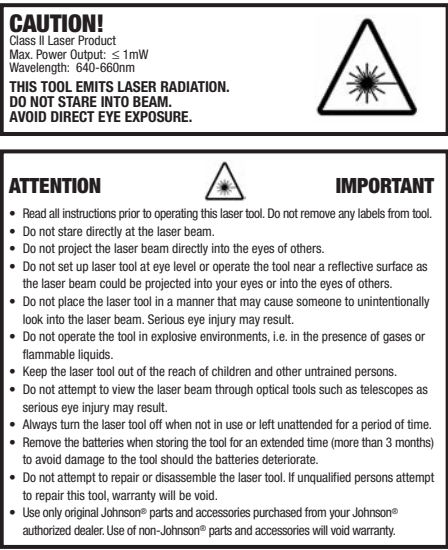 CAUTION!
Class II Laser Product
Max. Power Output: ≤ 1mW
Wavelength: 640-660nm
THIS TOOL EMITS LASER RADIATION.
DO NOT STARE INTO BEAM.
AVOID DIRECT EYE EXPOSURE.
ATTENTION IMPORTANT
• Read all instructions prior to operating this laser tool. Do not remove any labels from tool.
• Do not stare directly at the laser beam.
• Do not project the laser beam directly into the eyes of others.
• Do not set up laser tool at eye level or operate the tool near a reflective surface as
the laser beam could be projected into your eyes or into the eyes of others.
• Do not place the laser tool in a manner that may cause someone to unintentionally
look into the laser beam. Serious eye injury may result.
• Do not operate the tool in explosive environments, i.e. in the presence of gases or
flammable liquids.
• Keep the laser tool out of the reach of children and other untrained persons.
• Do not attempt to view the laser beam through optical tools such as telescopes as
serious eye injury may result.
• Always turn the laser tool off when not in use or left unattended for a period of time.
• Remove the batteries when storing the tool for an extended time (more than 3 months)
to avoid damage to the tool should the batteries deteriorate.
• Do not attempt to repair or disassemble the laser tool. If unqualified persons attempt
to repair this tool, warranty will be void.
• Use only original Johnson® parts and accessories purchased from your Johnson®
authorized dealer. Use of non-Johnson® parts and accessories will void warranty.